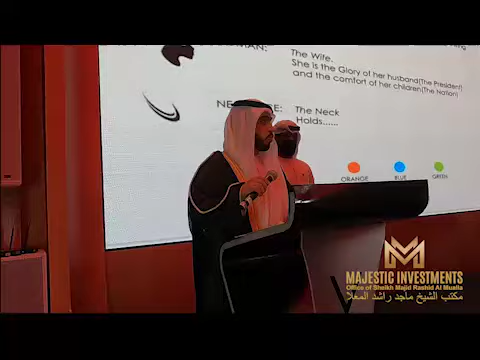 The Wife.
She is the Glory of her husband(The President)
and the comfort of her children(The Nation)
The Neck
Holds......
ORANGE
BLUE
GREEN
MAJESTIC INVESTMENTS
Office of Sheikh Majid Rashid Al Mualla
مكتب الشيخ ماجد راشد المعلا